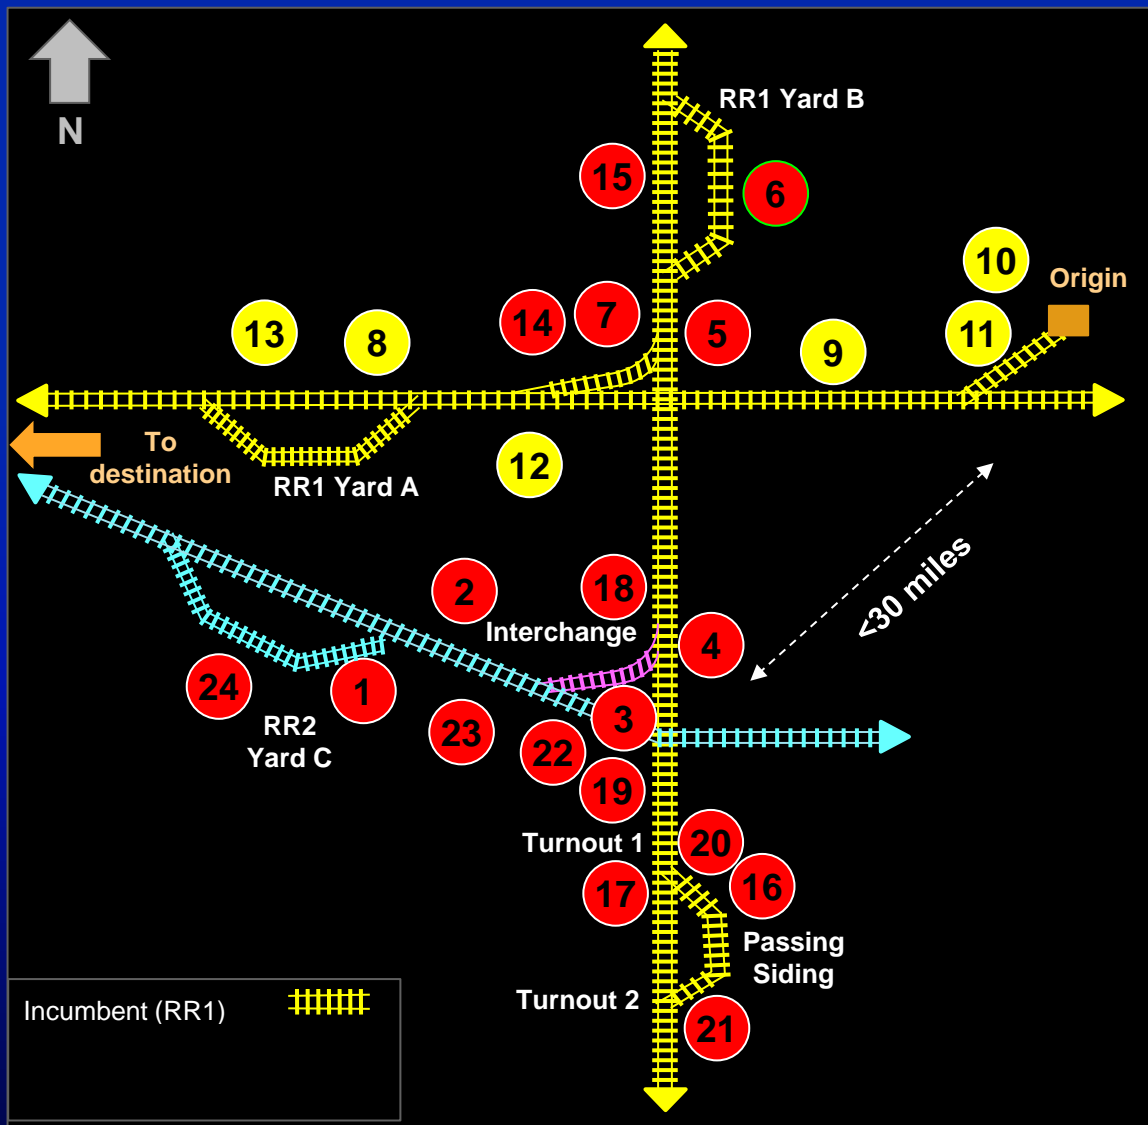 N
RR1 Yard B
15
6
10
Origin
13
8
14
7
5
9
11
To
destination
RR1 Yard A
12
<30 miles
2
18
Interchange
4
24
1
3
RR2
Yard C
23
22
19
Turnout 1
20
17
16
Passing
Siding
Turnout 2
21
Incumbent (RR1)